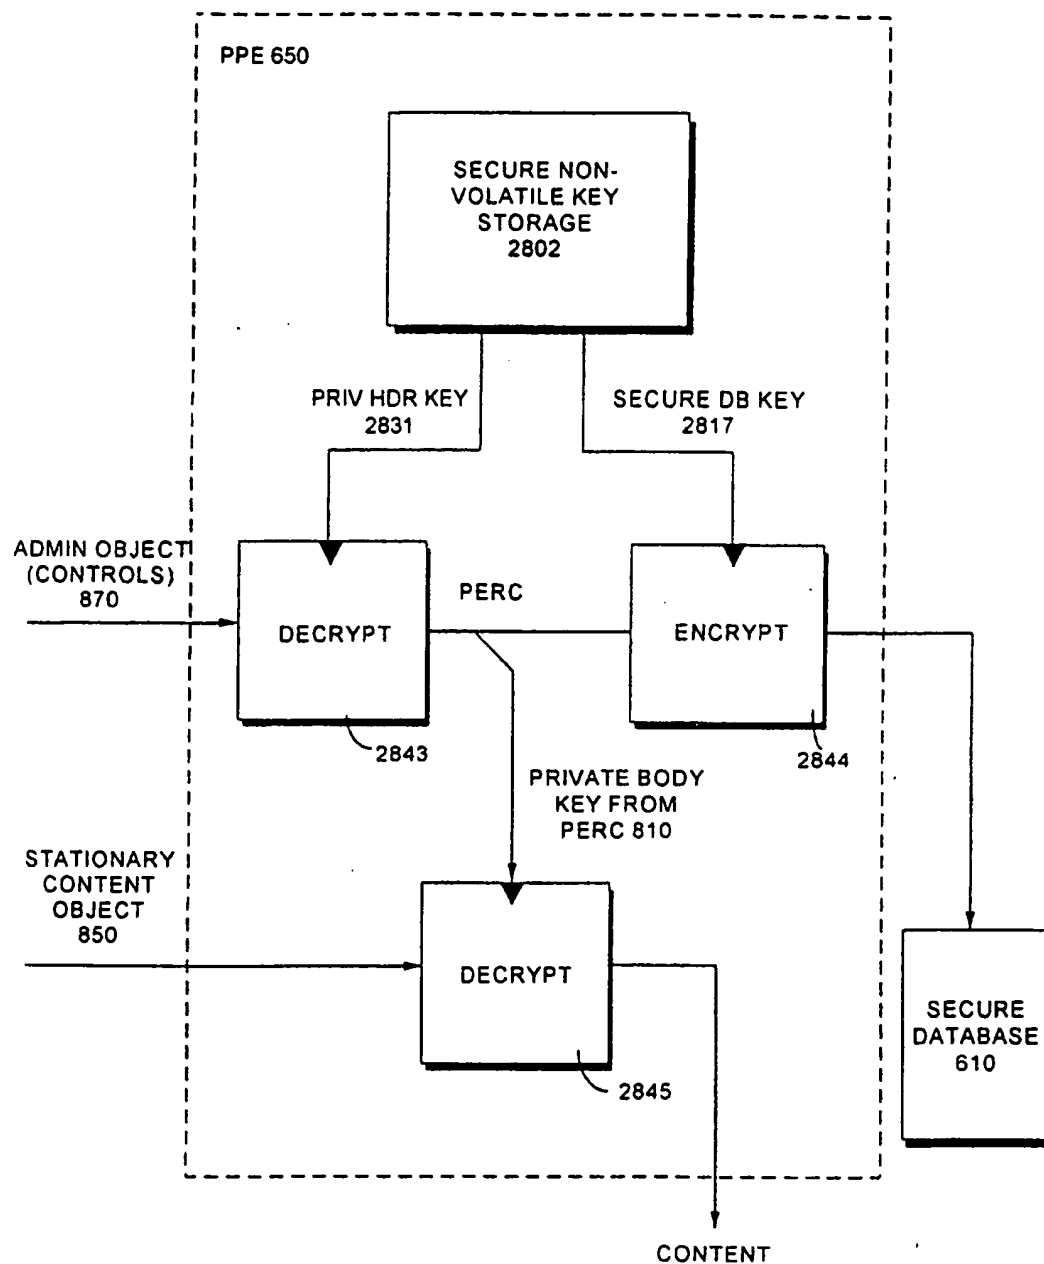 PPE 650
SECURE NON-
VOLATILE KEY
STORAGE
2802
PRIV HDR KEY
2831
SECURE DB KEY
2817
ADMIN OBJECT
(CONTROLS)
870
DECRYPT
PERC
ENCRYPT
2843
2844
PRIVATE BODY
KEY FROM
PERC 810
STATIONARY
CONTENT
OBJECT
850
DECRYPT
2845
SECURE
DATABASE
610
CONTENT